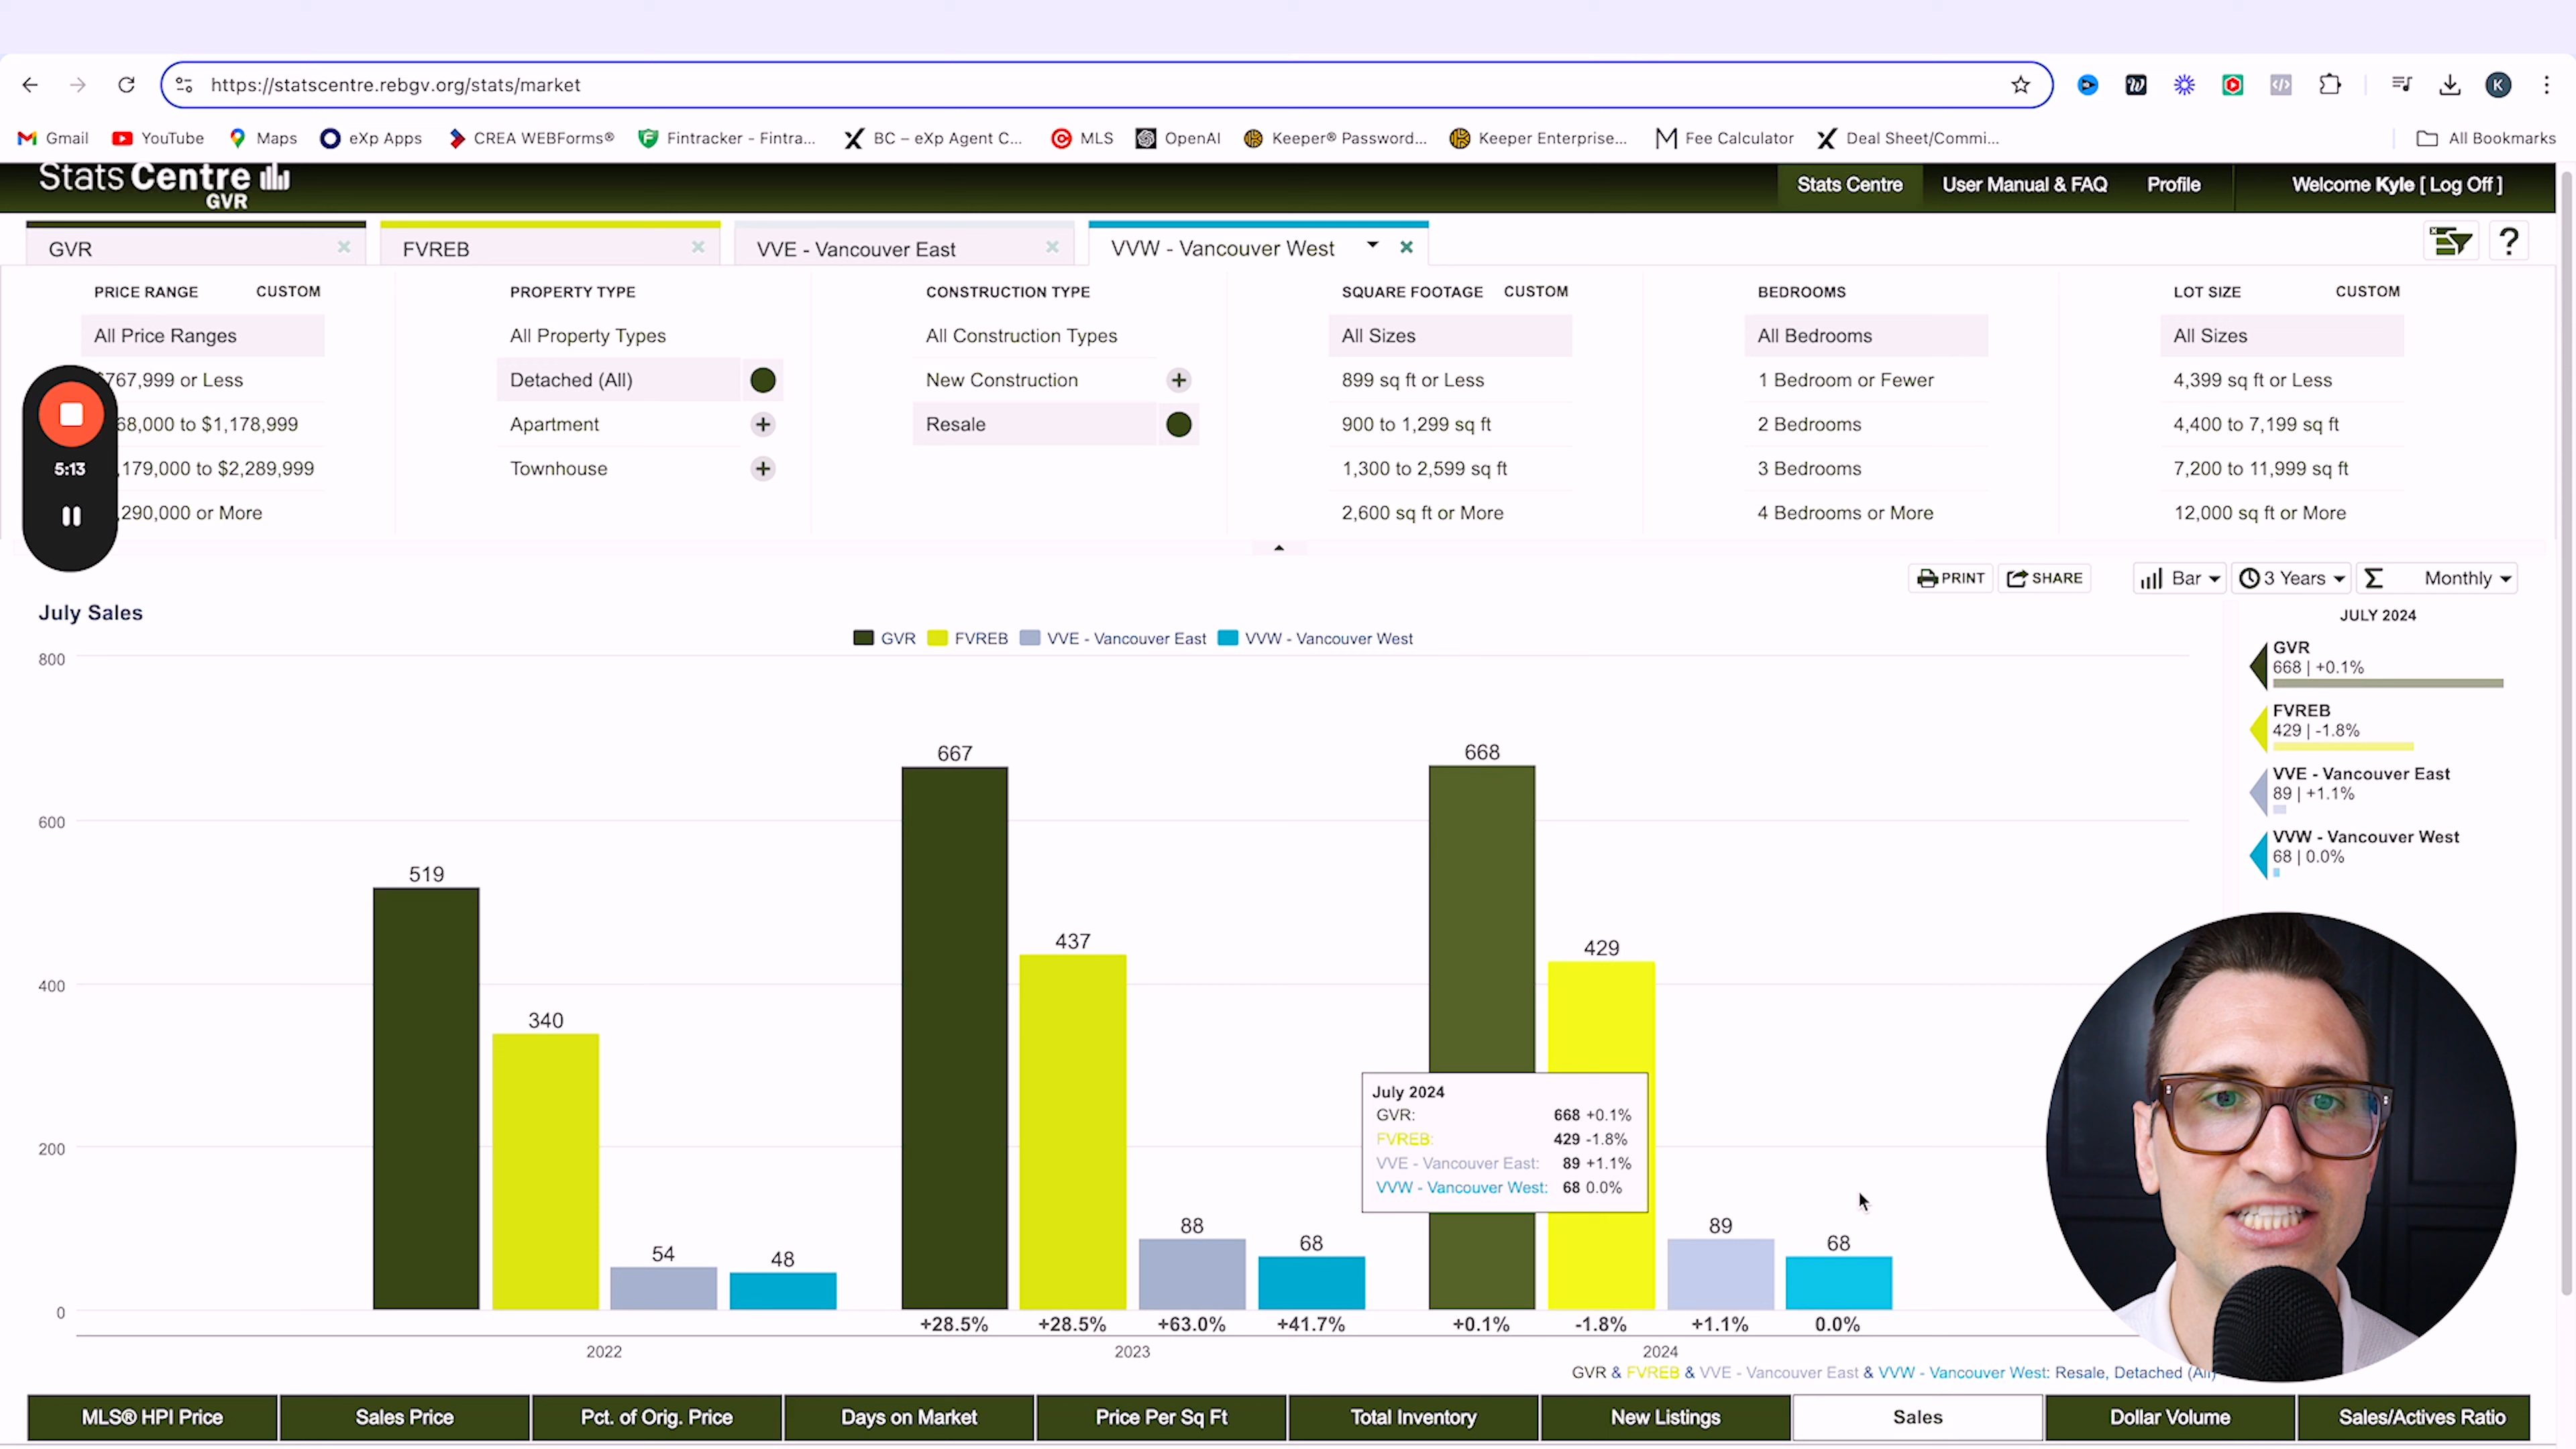 https://statscentre.rebgv.org/stats/market
K
Gmail YouTube Maps eXp Apps CREA WEBForms® Fintracker - Fintra... BC – eXp Agent C... MLS OpenAI Keeper® Password... Keeper Enterprise... Fee Calculator Deal Sheet/Commi... All Bookmarks
Stats Centre
GVR
Stats Centre User Manual & FAQ Profile Welcome Kyle [ Log Off ]
GVR FVREB VVE - Vancouver East VVW - Vancouver West ?
PRICE RANGE CUSTOM PROPERTY TYPE CONSTRUCTION TYPE SQUARE FOOTAGE CUSTOM BEDROOMS LOT SIZE CUSTOM
All Price Ranges All Property Types All Construction Types All Sizes All Bedrooms All Sizes
767,999 or Less Detached (All) New Construction 899 sq ft or Less 1 Bedroom or Fewer 4,399 sq ft or Less
68,000 to $1,178,999 Apartment Resale 900 to 1,299 sq ft 2 Bedrooms 4,400 to 7,199 sq ft
5:13 ,179,000 to $2,289,999 Townhouse 1,300 to 2,599 sq ft 3 Bedrooms 7,200 to 11,999 sq ft
,290,000 or More 2,600 sq ft or More 4 Bedrooms or More 12,000 sq ft or More
PRINT SHARE Bar 3 Years Σ Monthly
July Sales
GVR FVREB VVE - Vancouver East VVW - Vancouver West
JULY 2024
GVR
668 | +0.1%
FVREB
429 | -1.8%
VVE - Vancouver East
89 | +1.1%
VVW - Vancouver West
68 | 0.0%
800
600
400
200
0
519 340 54 48
667 437 88 68
668 429 89 68
July 2024
GVR: 668 +0.1%
FVREB: 429 -1.8%
VVE - Vancouver East: 89 +1.1%
VVW - Vancouver West: 68 0.0%
+28.5% +28.5% +63.0% +41.7% +0.1% -1.8% +1.1% 0.0%
2022 2023 2024
GVR & FVREB & VVE - Vancouver East & VVW - Vancouver West: Resale, Detached (All)
MLS® HPI Price Sales Price Pct. of Orig. Price Days on Market Price Per Sq Ft Total Inventory New Listings Sales Dollar Volume Sales/Actives Ratio